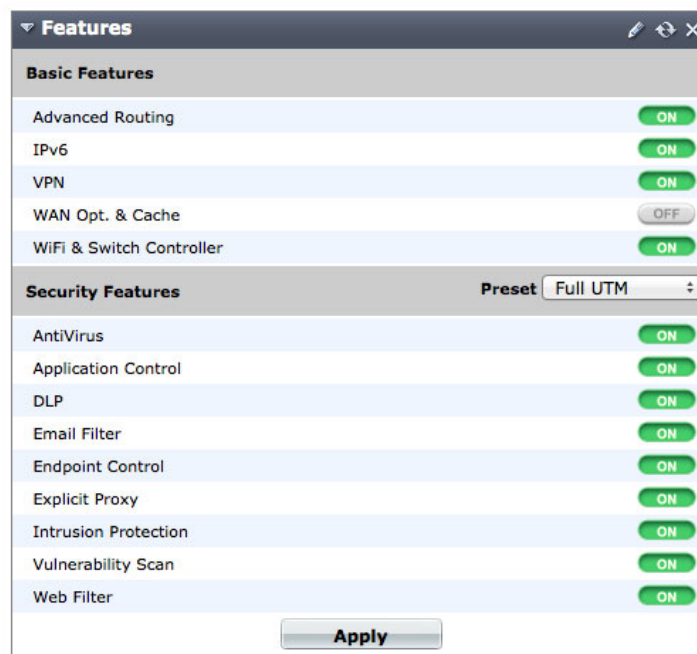 Features
Basic Features
Advanced Routing ON
IPv6 ON
VPN ON
WAN Opt. & Cache OFF
WiFi & Switch Controller ON
Security Features Preset Full UTM
AntiVirus ON
Application Control ON
DLP ON
Email Filter ON
Endpoint Control ON
Explicit Proxy ON
Intrusion Protection ON
Vulnerability Scan ON
Web Filter ON
Apply